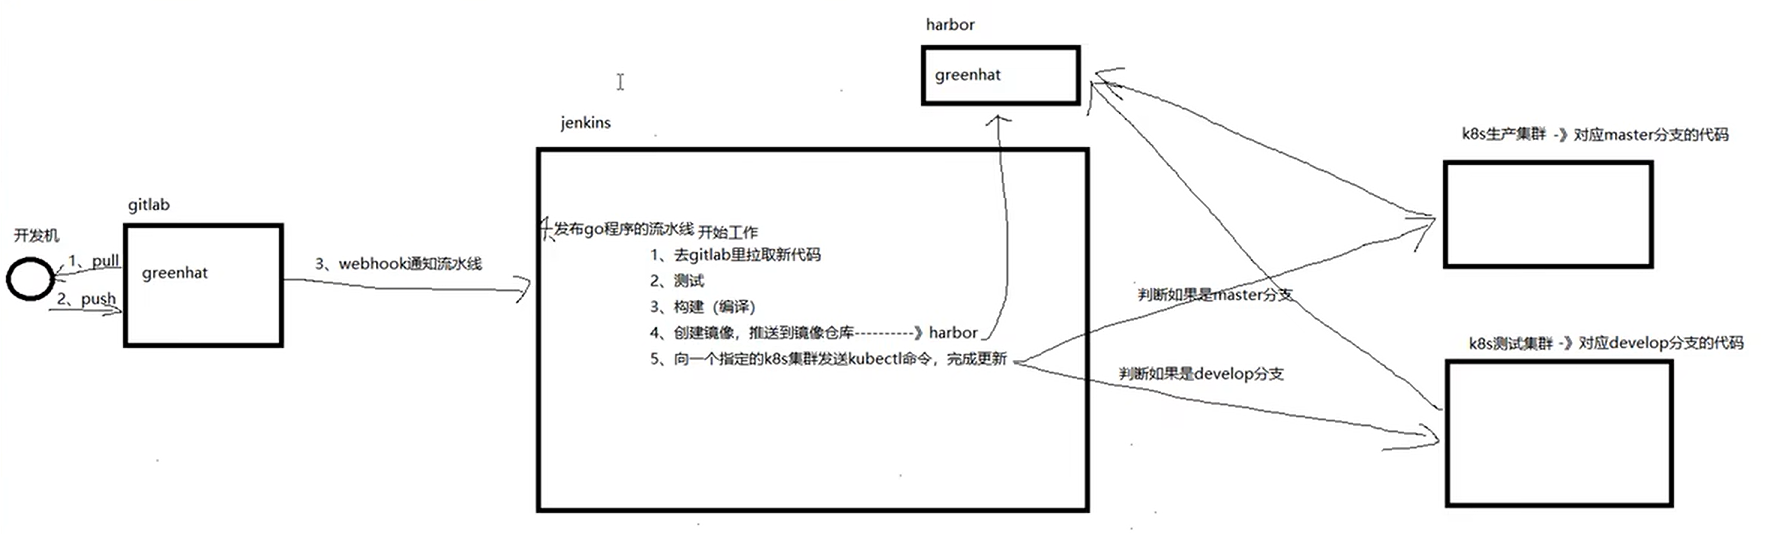 harbor
greenhat
jenkins
k8s生产集群 -》对应master分支的代码
gitlab
开发机
greenhat
1、pull
2、push
3、webhook通知流水线
发布go程序的流水线 开始工作
1、去gitlab里拉取新代码
2、测试
3、构建（编译）
4、创建镜像，推送到镜像仓库----------》harbor
5、向一个指定的k8s集群发送kubectl命令，完成更新
判断如果是master分支
k8s测试集群 -》对应develop分支的代码
判断如果是develop分支